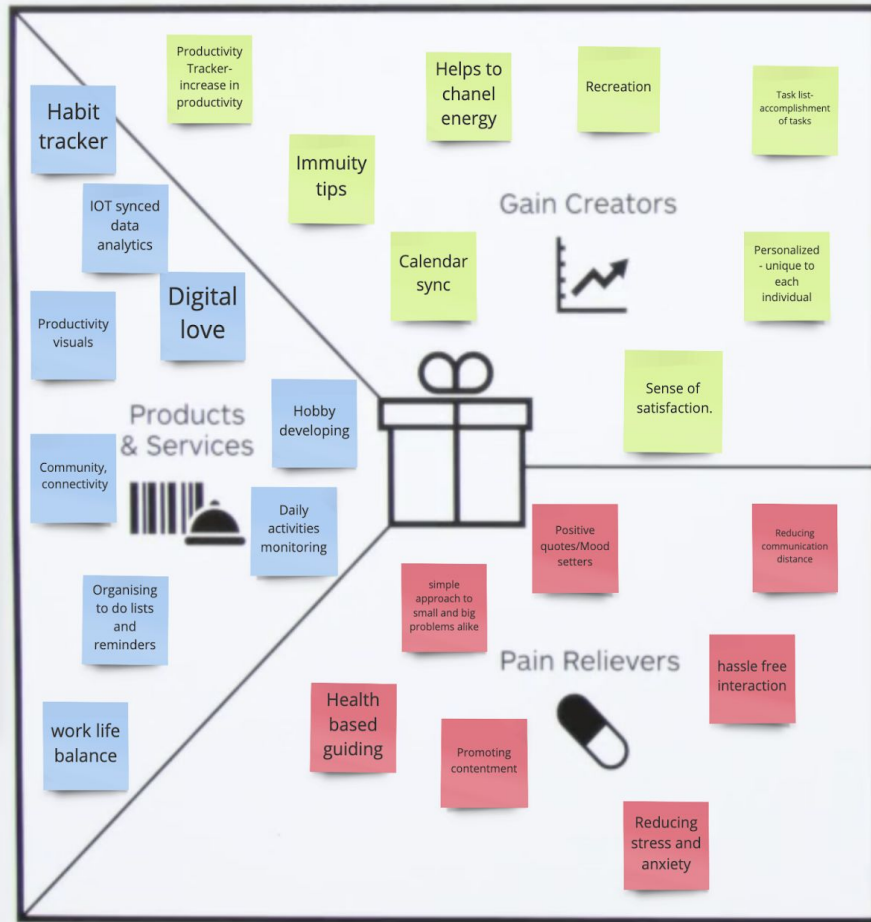 Productivity
Tracker-
increase in
productivity
Helps to
chanel
energy
Recreation
Task list-
accomplishment
of tasks
Habit
tracker
Immuity
tips
IOT synced
data
analytics
Gain Creators
Calendar
sync
Personalized
- unique to
each
individual
Digital
love
Productivity
visuals
Sense of
satisfaction.
Products
& Services
Hobby
developing
Community,
connectivity
Daily
activities
monitoring
Positive
quotes/Mood
setters
Reducing
communication
distance
simple
approach to
small and big
problems alike
Organising
to do lists
and
reminders
Pain Relievers
hassle free
interaction
Health
based
guiding
work life
balance
Promoting
contentment
Reducing
stress and
anxiety